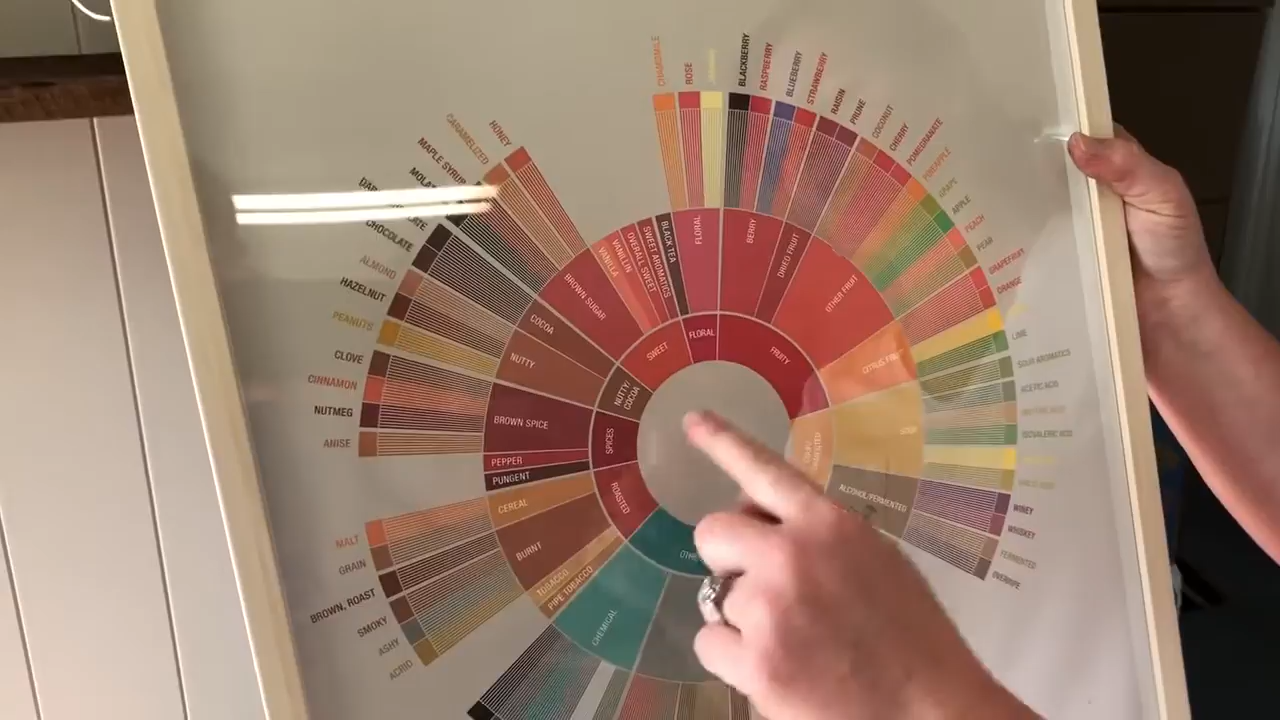 CHAMOMILE
ROSE
BLACKBERRY
RASPBERRY
BLUEBERRY
STRAWBERRY
RAISIN
PRUNE
COCONUT
CHERRY
POMEGRANATE
PINEAPPLE
GRAPE
APPLE
PEACH
PEAR
GRAPEFRUIT
ORANGE
LIME
SOUR AROMATICS
ACETIC ACID
ISOVALERIC ACID
WINEY
WHISKEY
FERMENTED
OVERRIPE
HONEY
CARAMELIZED
MAPLE SYRUP
CHOCOLATE
ALMOND
HAZELNUT
PEANUTS
CLOVE
CINNAMON
NUTMEG
ANISE
MALT
GRAIN
BROWN, ROAST
SMOKY
ASHY
ACRID
FLORAL
BERRY
DRIED FRUIT
OTHER FRUIT
CITRUS FRUIT
SOUR
ALCOHOL/FERMENTED
BLACK TEA
SWEET AROMATICS
OVERALL SWEET
VANILLIN
VANILLA
BROWN SUGAR
COCOA
NUTTY
BROWN SPICE
PEPPER
PUNGENT
CEREAL
BURNT
TOBACCO
PIPE TOBACCO
CHEMICAL
FLORAL
FRUITY
SWEET
NUTTY/
COCOA
SPICES
ROASTED